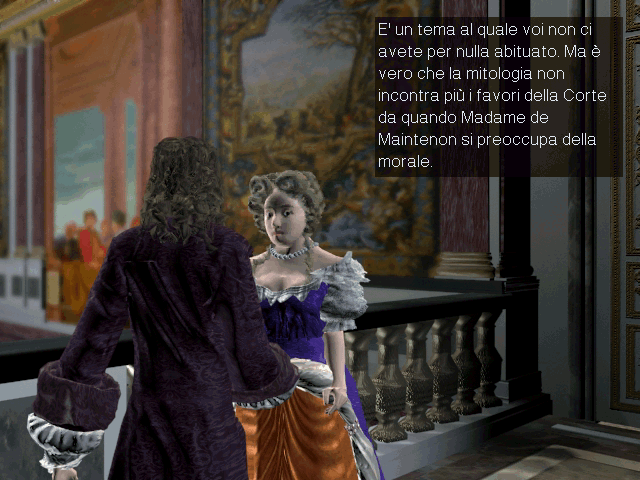 E' un tema al quale voi non ci
avete per nulla abituato. Ma è
vero che la mitologia non
incontra più i favori della Corte
da quando Madame de
Maintenon si preoccupa della
morale.